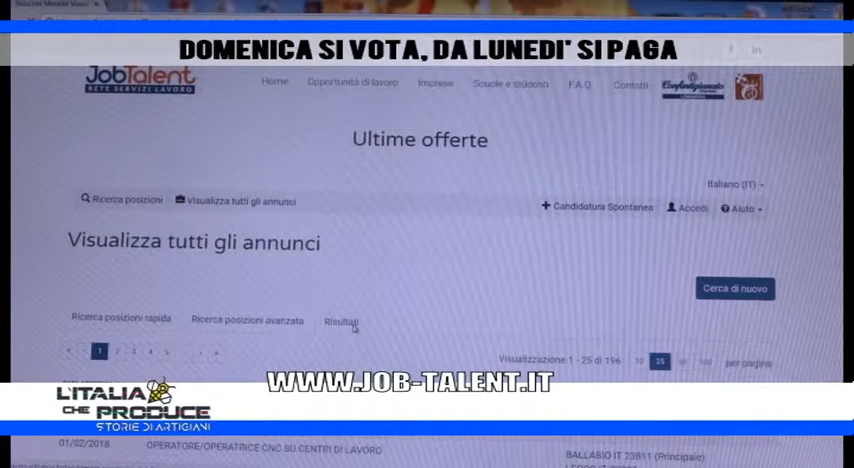 DOMENICA SI VOTA, DA LUNEDI' SI PAGA
JobTalent
RETE SERVIZI LAVORO
Home Opportunità di lavoro Imprese Scuole e studenti F.A.Q. Contatti Confartigianato
Ultime offerte
Italiano (IT)
Ricerca posizioni Visualizza tutti gli annunci + Candidatura Spontanea Accedi Aiuto
Visualizza tutti gli annunci
Cerca di nuovo
Ricerca posizioni rapida Ricerca posizioni avanzata Risultati
« 1 2 3 4 5 »
Visualizzazione 1 - 25 di 196 10 25 50 100 per pagina
WWW.JOB-TALENT.IT
L'ITALIA
CHE PRODUCE
STORIE DI ARTIGIANI
01/02/2018 OPERATORE/OPERATRICE CNC SU CENTRI DI LAVORO
BALLABIO IT 23811 (Principale)